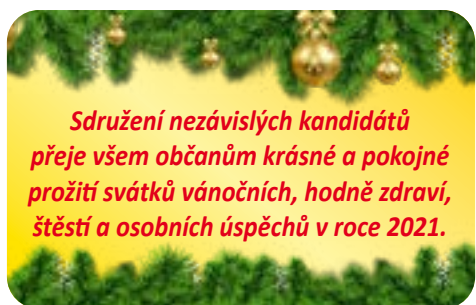 Sdružení nezávislých kandidátů
přeje všem občanům krásné a pokojné
prožití svátků vánočních, hodně zdraví,
štěstí a osobních úspěchů v roce 2021.